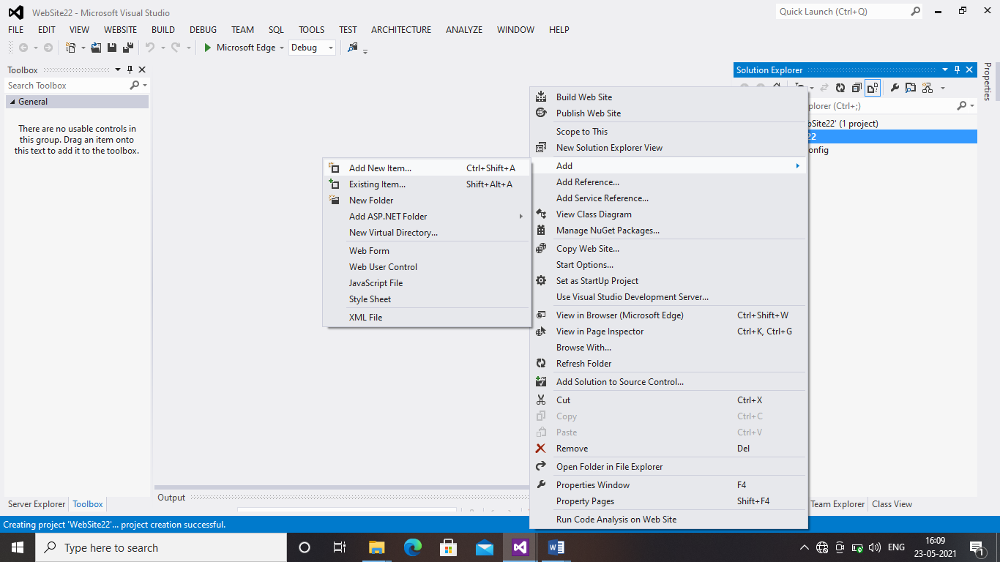 WebSite22 - Microsoft Visual Studio
Quick Launch (Ctrl+Q)
FILE EDIT VIEW WEBSITE BUILD DEBUG TEAM SQL TOOLS TEST ARCHITECTURE ANALYZE WINDOW HELP
Microsoft Edge Debug
Toolbox
Search Toolbox
General
There are no usable controls in
this group. Drag an item onto
this text to add it to the toolbox.
Server Explorer Toolbox
Add New Item... Ctrl+Shift+A
Existing Item... Shift+Alt+A
New Folder
Add ASP.NET Folder
New Virtual Directory...
Web Form
Web User Control
JavaScript File
Style Sheet
XML File
Output
Build Web Site
Publish Web Site
Scope to This
New Solution Explorer View
Add
Add Reference...
Add Service Reference...
View Class Diagram
Manage NuGet Packages...
Copy Web Site...
Start Options...
Set as StartUp Project
Use Visual Studio Development Server...
View in Browser (Microsoft Edge) Ctrl+Shift+W
View in Page Inspector Ctrl+K, Ctrl+G
Browse With...
Refresh Folder
Add Solution to Source Control...
Cut Ctrl+X
Copy Ctrl+C
Paste Ctrl+V
Remove Del
Open Folder in File Explorer
Properties Window F4
Property Pages Shift+F4
Run Code Analysis on Web Site
Solution Explorer
plorer (Ctrl+;)
bSite22' (1 project)
22
onfig
Team Explorer Class View
Properties
Creating project 'WebSite22'... project creation successful.
Type here to search
ENG
16:09
23-05-2021
1